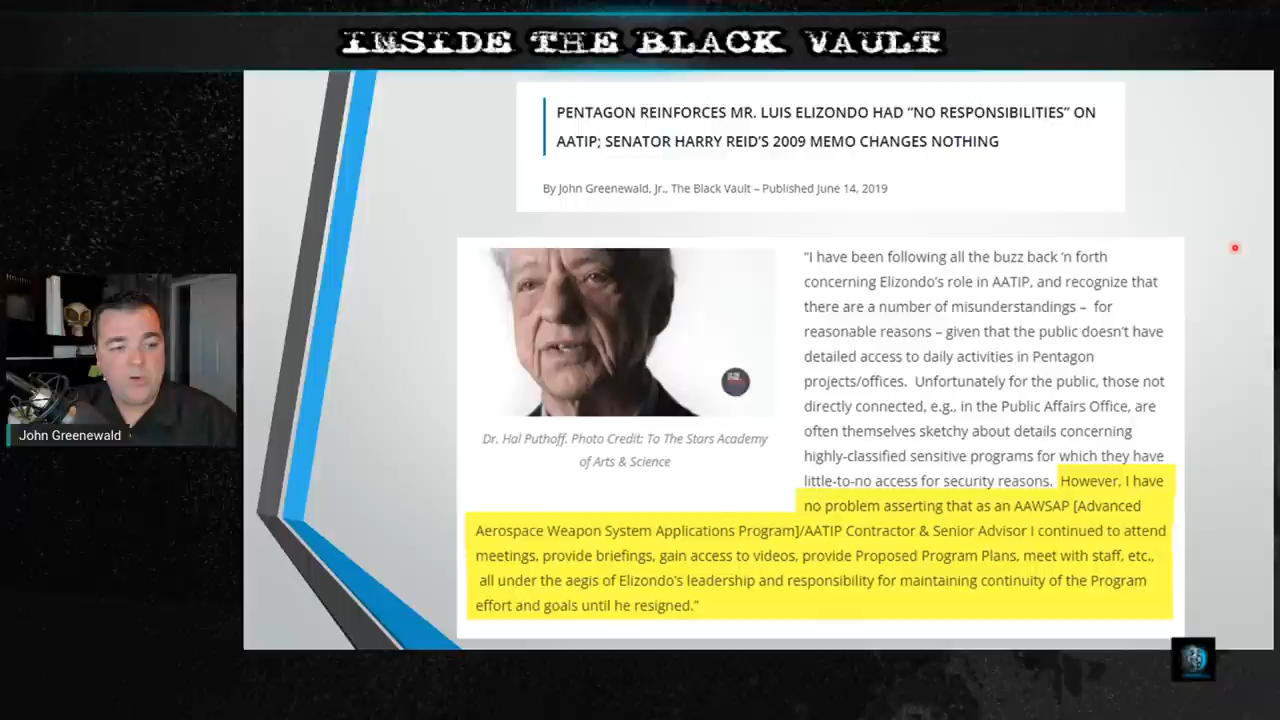 INSIDE THE BLACK VAULT
PENTAGON REINFORCES MR. LUIS ELIZONDO HAD “NO RESPONSIBILITIES” ON
AATIP; SENATOR HARRY REID’S 2009 MEMO CHANGES NOTHING
By John Greenewald, Jr., The Black Vault – Published June 14, 2019
Dr. Hal Puthoff. Photo Credit: To The Stars Academy
of Arts & Science
“I have been following all the buzz back ’n forth
concerning Elizondo’s role in AATIP, and recognize that
there are a number of misunderstandings – for
reasonable reasons – given that the public doesn’t have
detailed access to daily activities in Pentagon
projects/offices. Unfortunately for the public, those not
directly connected, e.g., in the Public Affairs Office, are
often themselves sketchy about details concerning
highly-classified sensitive programs for which they have
little-to-no access for security reasons. However, I have
no problem asserting that as an AAWSAP [Advanced
Aerospace Weapon System Applications Program]/AATIP Contractor & Senior Advisor I continued to attend
meetings, provide briefings, gain access to videos, provide Proposed Program Plans, meet with staff, etc.,
all under the aegis of Elizondo’s leadership and responsibility for maintaining continuity of the Program
effort and goals until he resigned.”
John Greenewald